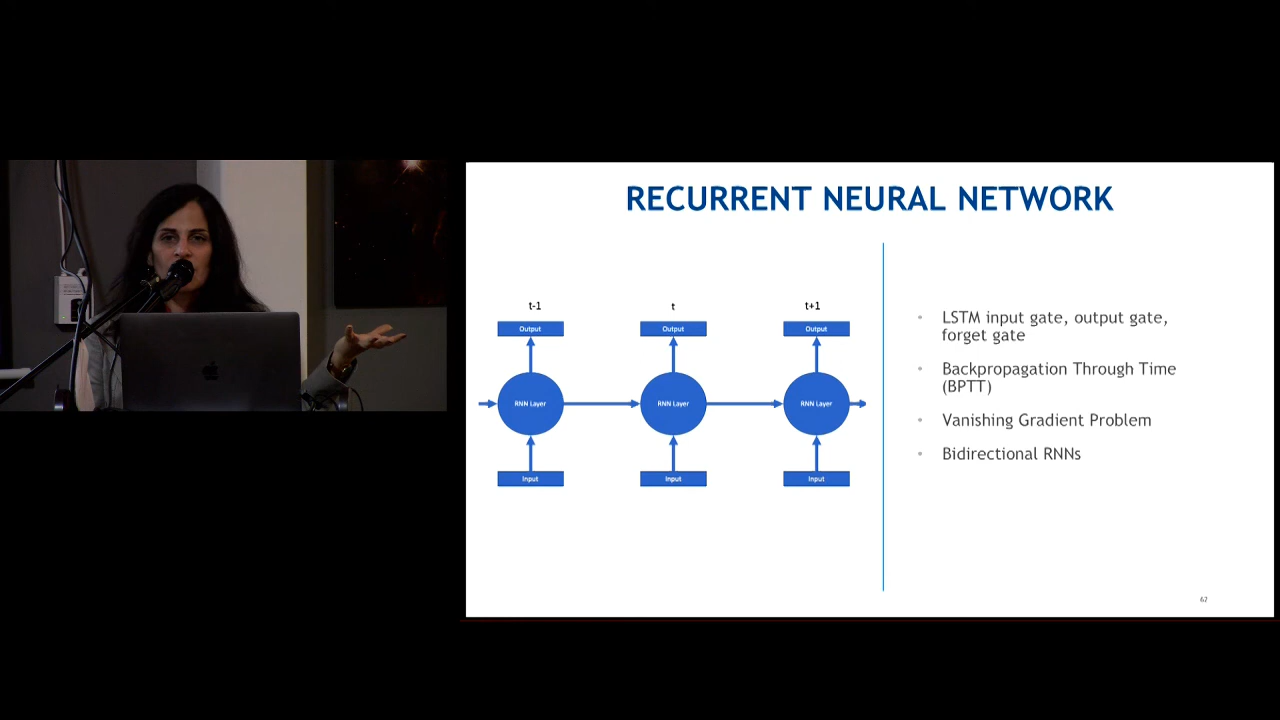 RECURRENT NEURAL NETWORK
t-1
t
t+1
Output
Output
Output
RNN Layer
RNN Layer
RNN Layer
Input
Input
Input
• LSTM input gate, output gate,
forget gate
• Backpropagation Through Time
(BPTT)
• Vanishing Gradient Problem
• Bidirectional RNNs
62